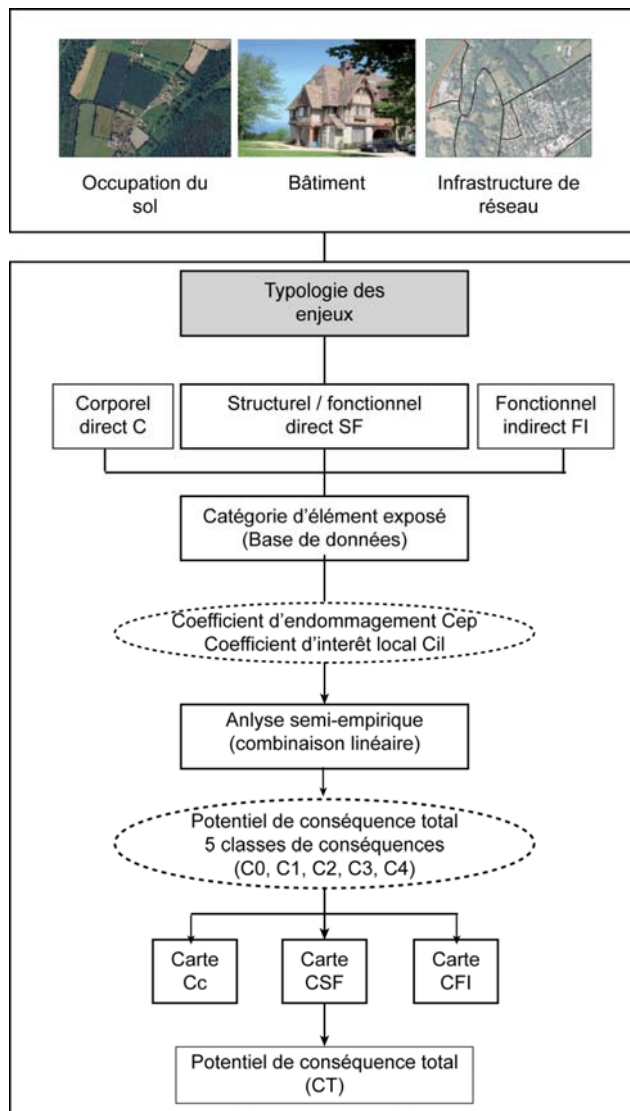 Occupation du
sol
Bâtiment
Infrastructure de
réseau
Typologie des
enjeux
Corporel
direct C
Structurel / fonctionnel
direct SF
Fonctionnel
indirect FI
Catégorie d'élément exposé
(Base de données)
Coefficient d'endommagement Cep
Coefficient d'interêt local Cil
Anlyse semi-empirique
(combinaison linéaire)
Potentiel de conséquence total
5 classes de conséquences
(C0, C1, C2, C3, C4)
Carte
Cc
Carte
CSF
Carte
CFI
Potentiel de conséquence total
(CT)